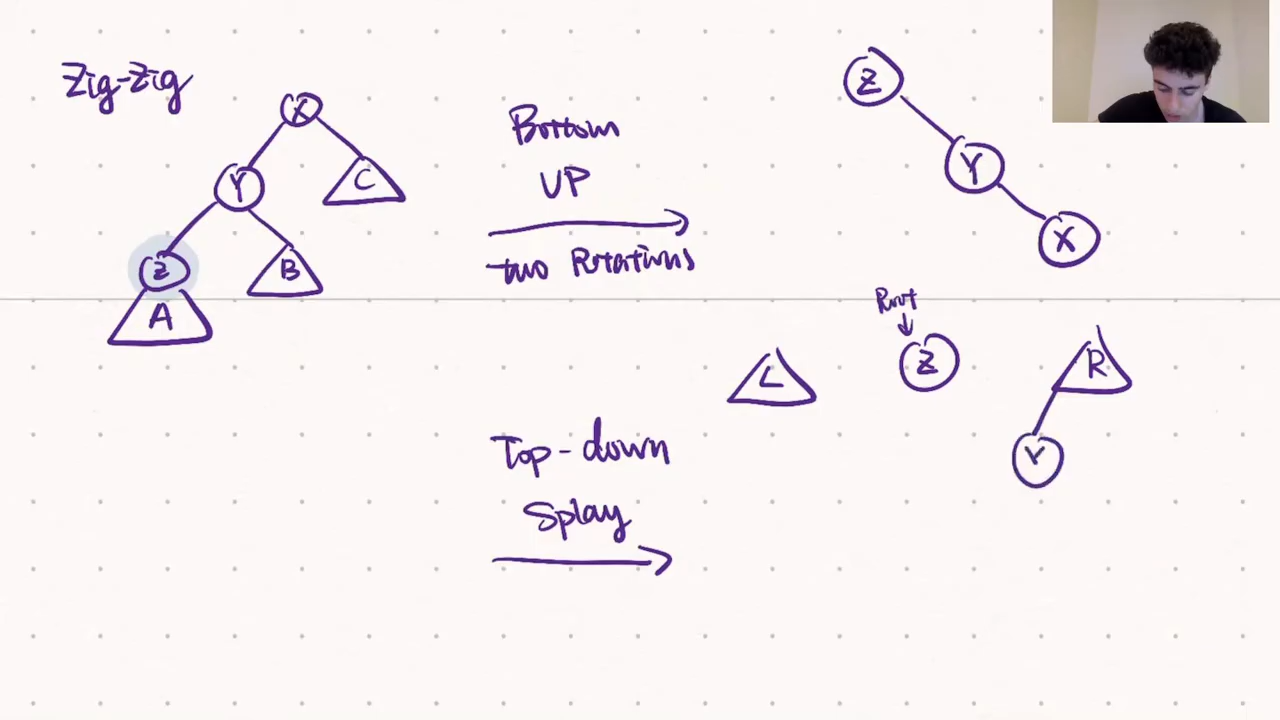 Zig-Zig
X
Y
C
Z
B
A
Bottom
UP
two Rotations
Z
Y
X
Root
L
Z
R
Y
Top-down
Splay